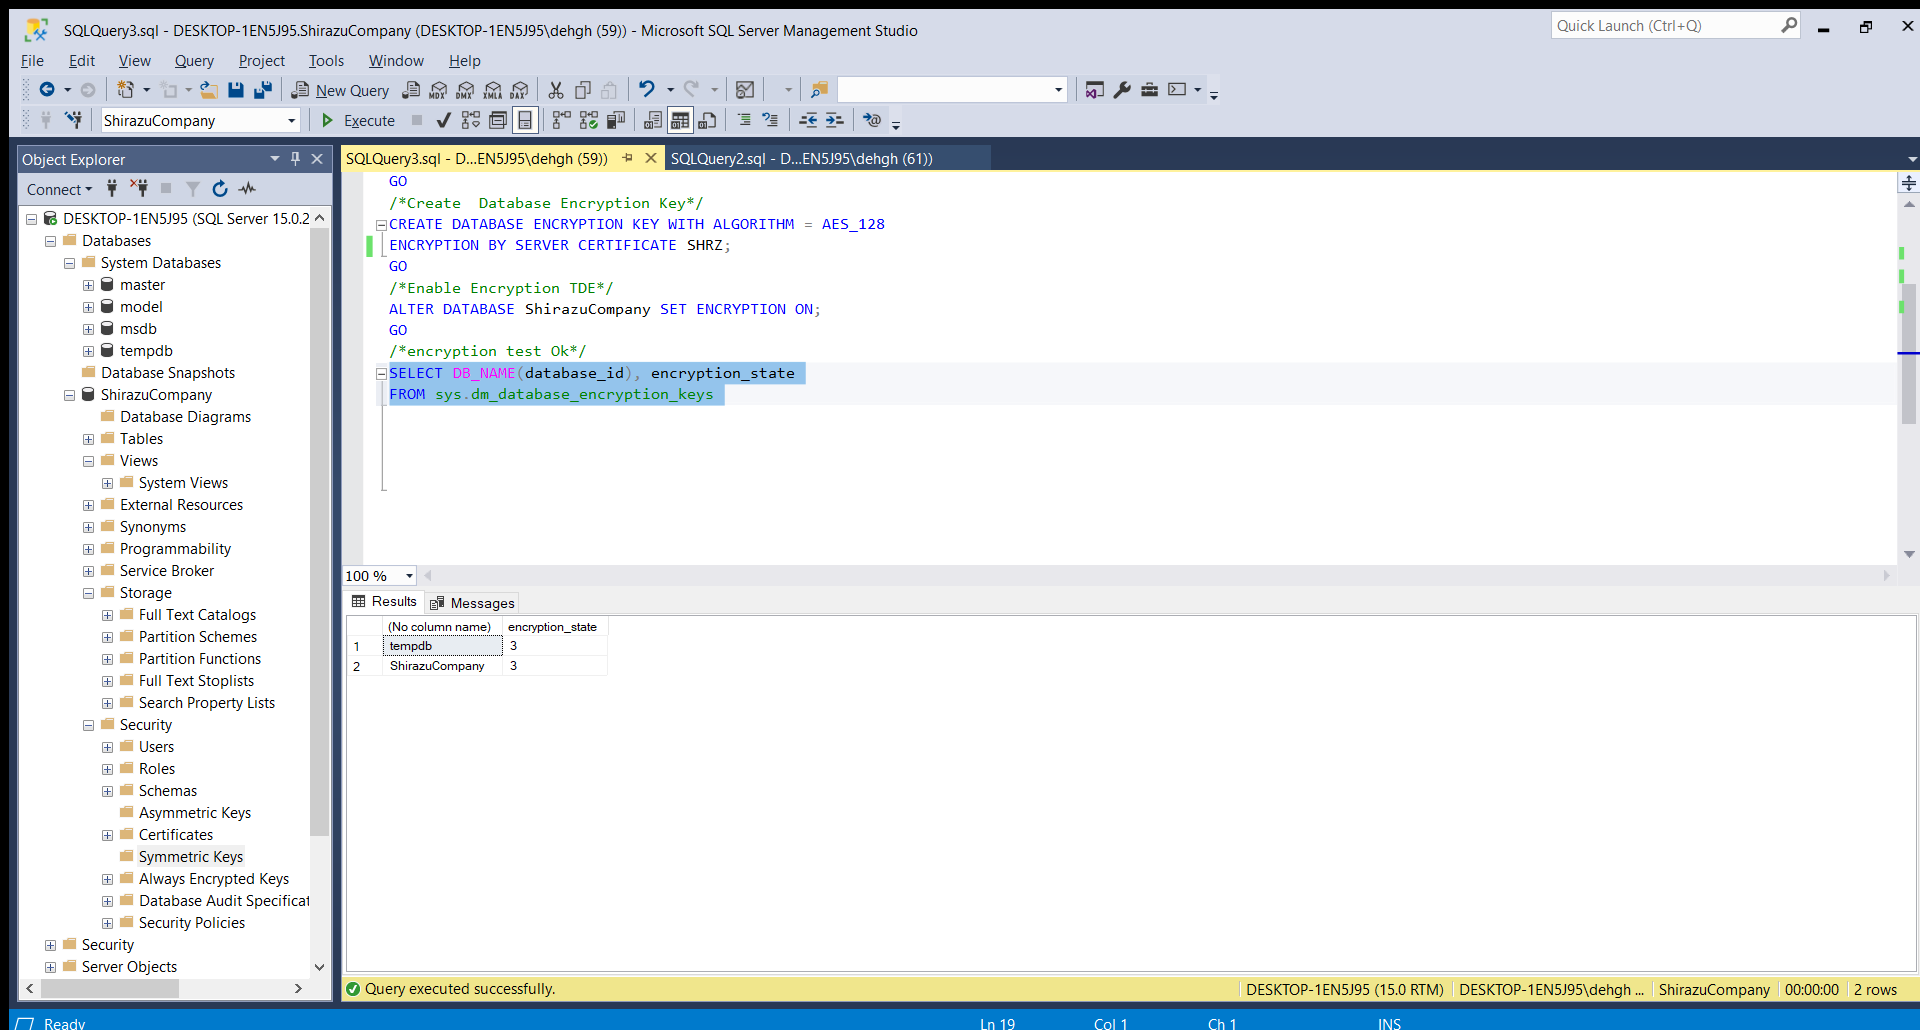 SQLQuery3.sql - DESKTOP-1EN5J95.ShirazuCompany (DESKTOP-1EN5J95\dehgh (59)) - Microsoft SQL Server Management Studio
Quick Launch (Ctrl+Q)
File Edit View Query Project Tools Window Help
New Query MDX DMX XMLA DAX
ShirazuCompany Execute
Object Explorer
Connect
DESKTOP-1EN5J95 (SQL Server 15.0.2
Databases
System Databases
master
model
msdb
tempdb
Database Snapshots
ShirazuCompany
Database Diagrams
Tables
Views
System Views
External Resources
Synonyms
Programmability
Service Broker
Storage
Full Text Catalogs
Partition Schemes
Partition Functions
Full Text Stoplists
Search Property Lists
Security
Users
Roles
Schemas
Asymmetric Keys
Certificates
Symmetric Keys
Always Encrypted Keys
Database Audit Specificat
Security Policies
Security
Server Objects
SQLQuery3.sql - D...EN5J95\dehgh (59)) SQLQuery2.sql - D...EN5J95\dehgh (61))
GO
/*Create  Database Encryption Key*/
CREATE DATABASE ENCRYPTION KEY WITH ALGORITHM = AES_128
ENCRYPTION BY SERVER CERTIFICATE SHRZ;
GO
/*Enable Encryption TDE*/
ALTER DATABASE ShirazuCompany SET ENCRYPTION ON;
GO
/*encryption test Ok*/
SELECT DB_NAME(database_id), encryption_state
FROM sys.dm_database_encryption_keys
100 %
Results Messages
(No column name) encryption_state
1 tempdb 3
2 ShirazuCompany 3
Query executed successfully. DESKTOP-1EN5J95 (15.0 RTM) DESKTOP-1EN5J95\dehgh ... ShirazuCompany 00:00:00 2 rows
Ready Ln 19 Col 1 Ch 1 INS